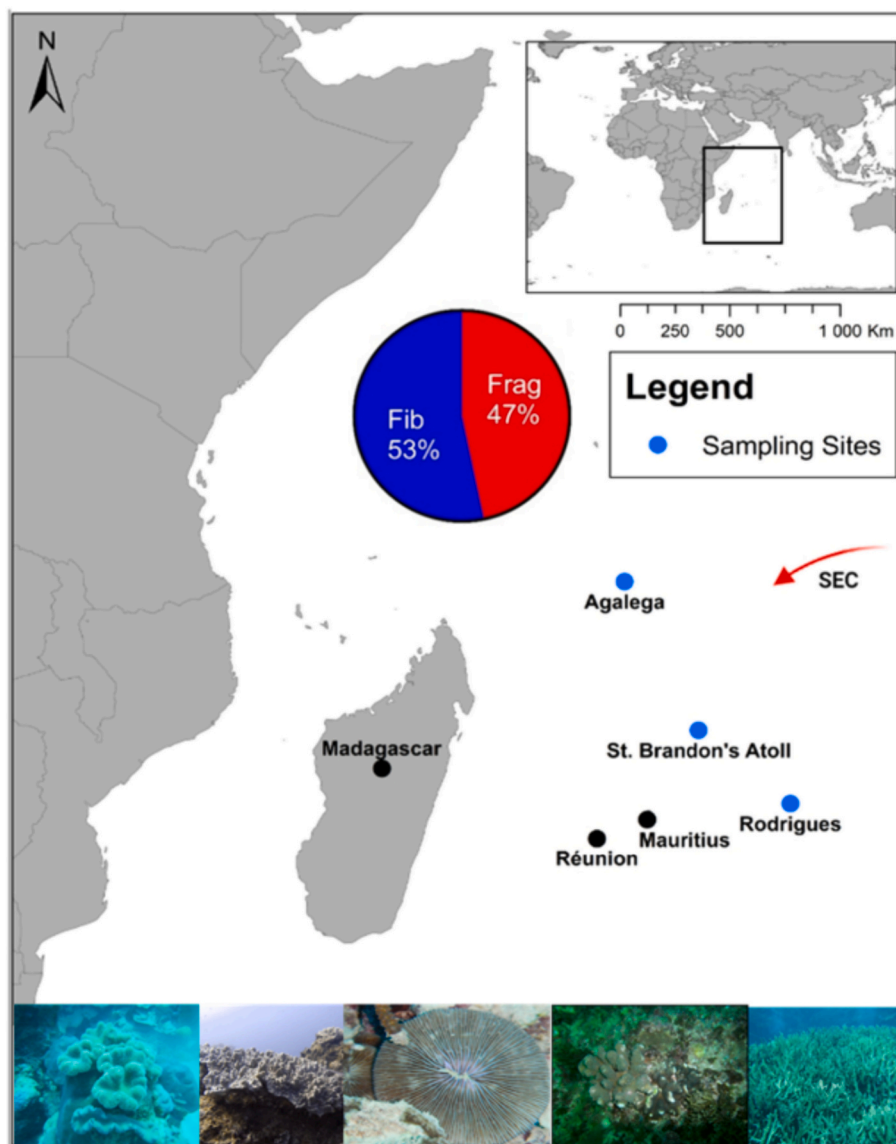 N
0 250 500 1 000 Km
Legend
Sampling Sites
Frag
47%
Fib
53%
SEC
Agalega
St. Brandon's Atoll
Madagascar
Rodrigues
Mauritius
Réunion